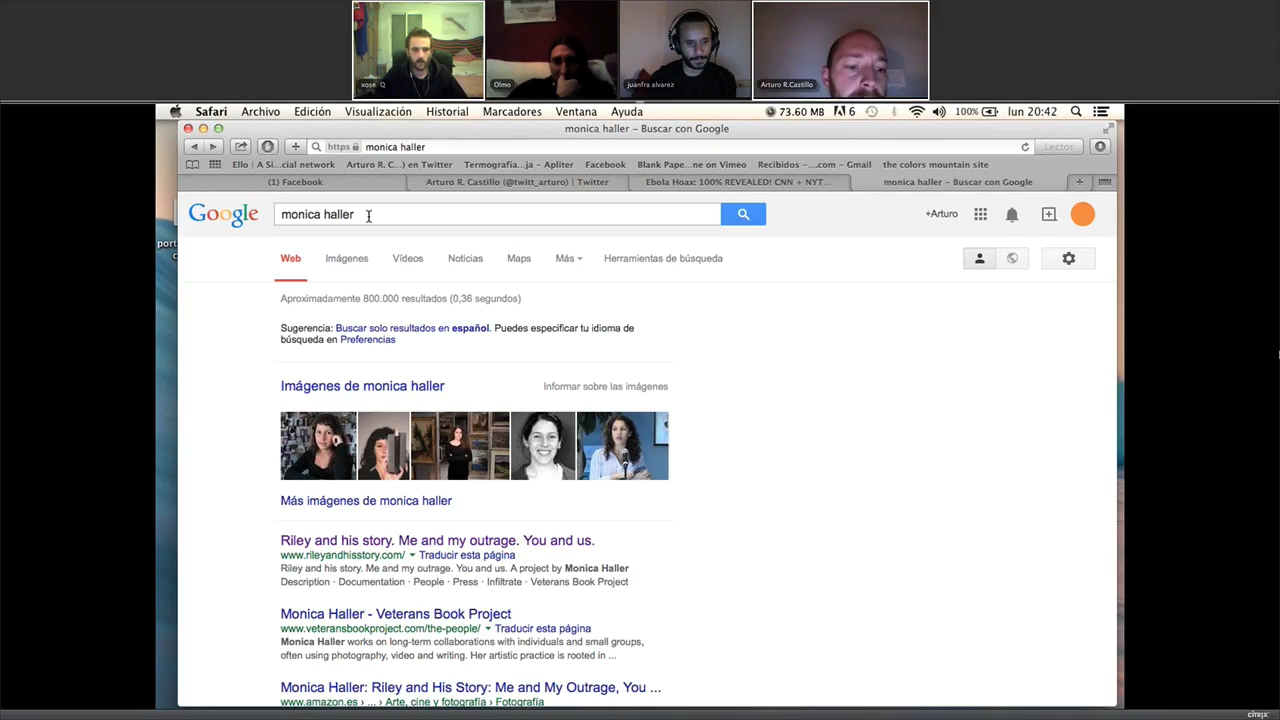 xose Q
Olmo
juanfra alvarez
Arturo R.Castillo
Safari Archivo Edición Visualización Historial Marcadores Ventana Ayuda 73.60 MB 6 100% lun 20:42
monica haller – Buscar con Google
https monica haller Lector
Ello | A Si...cial network Arturo R. C...) en Twitter Termografía...ja - Apliter Facebook Blank Pape...ne on Vimeo Recibidos -....com - Gmail the colors mountain site
(1) Facebook Arturo R. Castillo (@twitt_arturo) | Twitter Ebola Hoax: 100% REVEALED! CNN + NYT... monica haller - Buscar con Google
Google monica haller +Arturo
Web Imágenes Vídeos Noticias Maps Más Herramientas de búsqueda
port
Aproximadamente 800.000 resultados (0,36 segundos)
Sugerencia: Buscar solo resultados en español. Puedes especificar tu idioma de
búsqueda en Preferencias
Imágenes de monica haller Informar sobre las imágenes
Más imágenes de monica haller
Riley and his story. Me and my outrage. You and us.
www.rileyandhisstory.com/ Traducir esta página
Riley and his story. Me and my outrage. You and us. A project by Monica Haller
Description · Documentation · People · Press · Infiltrate · Veterans Book Project
Monica Haller - Veterans Book Project
www.veteransbookproject.com/the-people/ Traducir esta página
Monica Haller works on long-term collaborations with individuals and small groups,
often using photography, video and writing. Her artistic practice is rooted in ...
Monica Haller: Riley and His Story: Me and My Outrage, You ...
www.amazon.es › ... › Arte, cine y fotografía › Fotografía
CITRIX